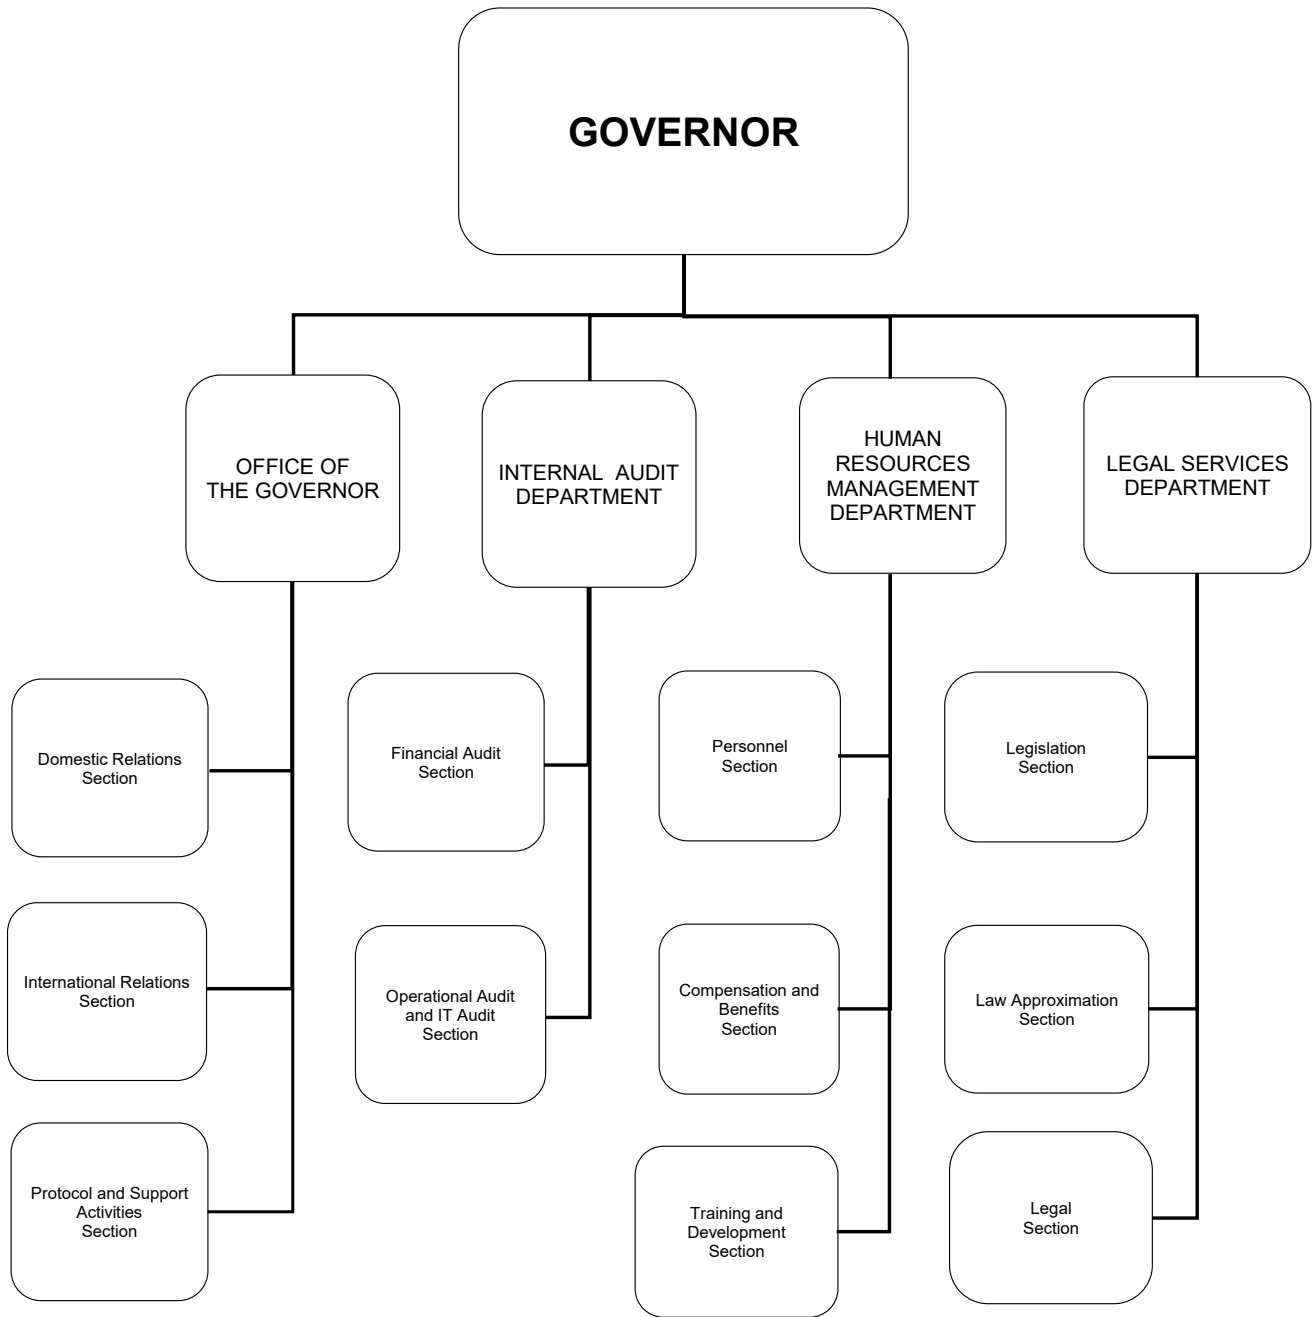 GOVERNOR
OFFICE OF
THE GOVERNOR
INTERNAL AUDIT
DEPARTMENT
HUMAN
RESOURCES
MANAGEMENT
DEPARTMENT
LEGAL SERVICES
DEPARTMENT
Domestic Relations
Section
Financial Audit
Section
Personnel
Section
Legislation
Section
International Relations
Section
Operational Audit
and IT Audit
Section
Compensation and
Benefits
Section
Law Approximation
Section
Protocol and Support
Activities
Section
Training and
Development
Section
Legal
Section